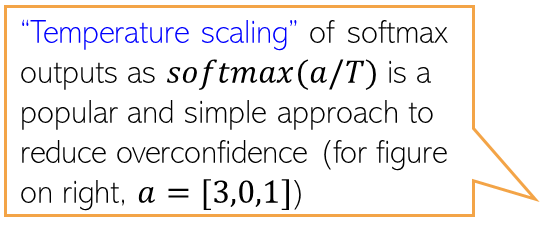 “Temperature scaling” of softmax
outputs as softmax(a/T) is a
popular and simple approach to
reduce overconfidence (for figure
on right, a = [3,0,1])